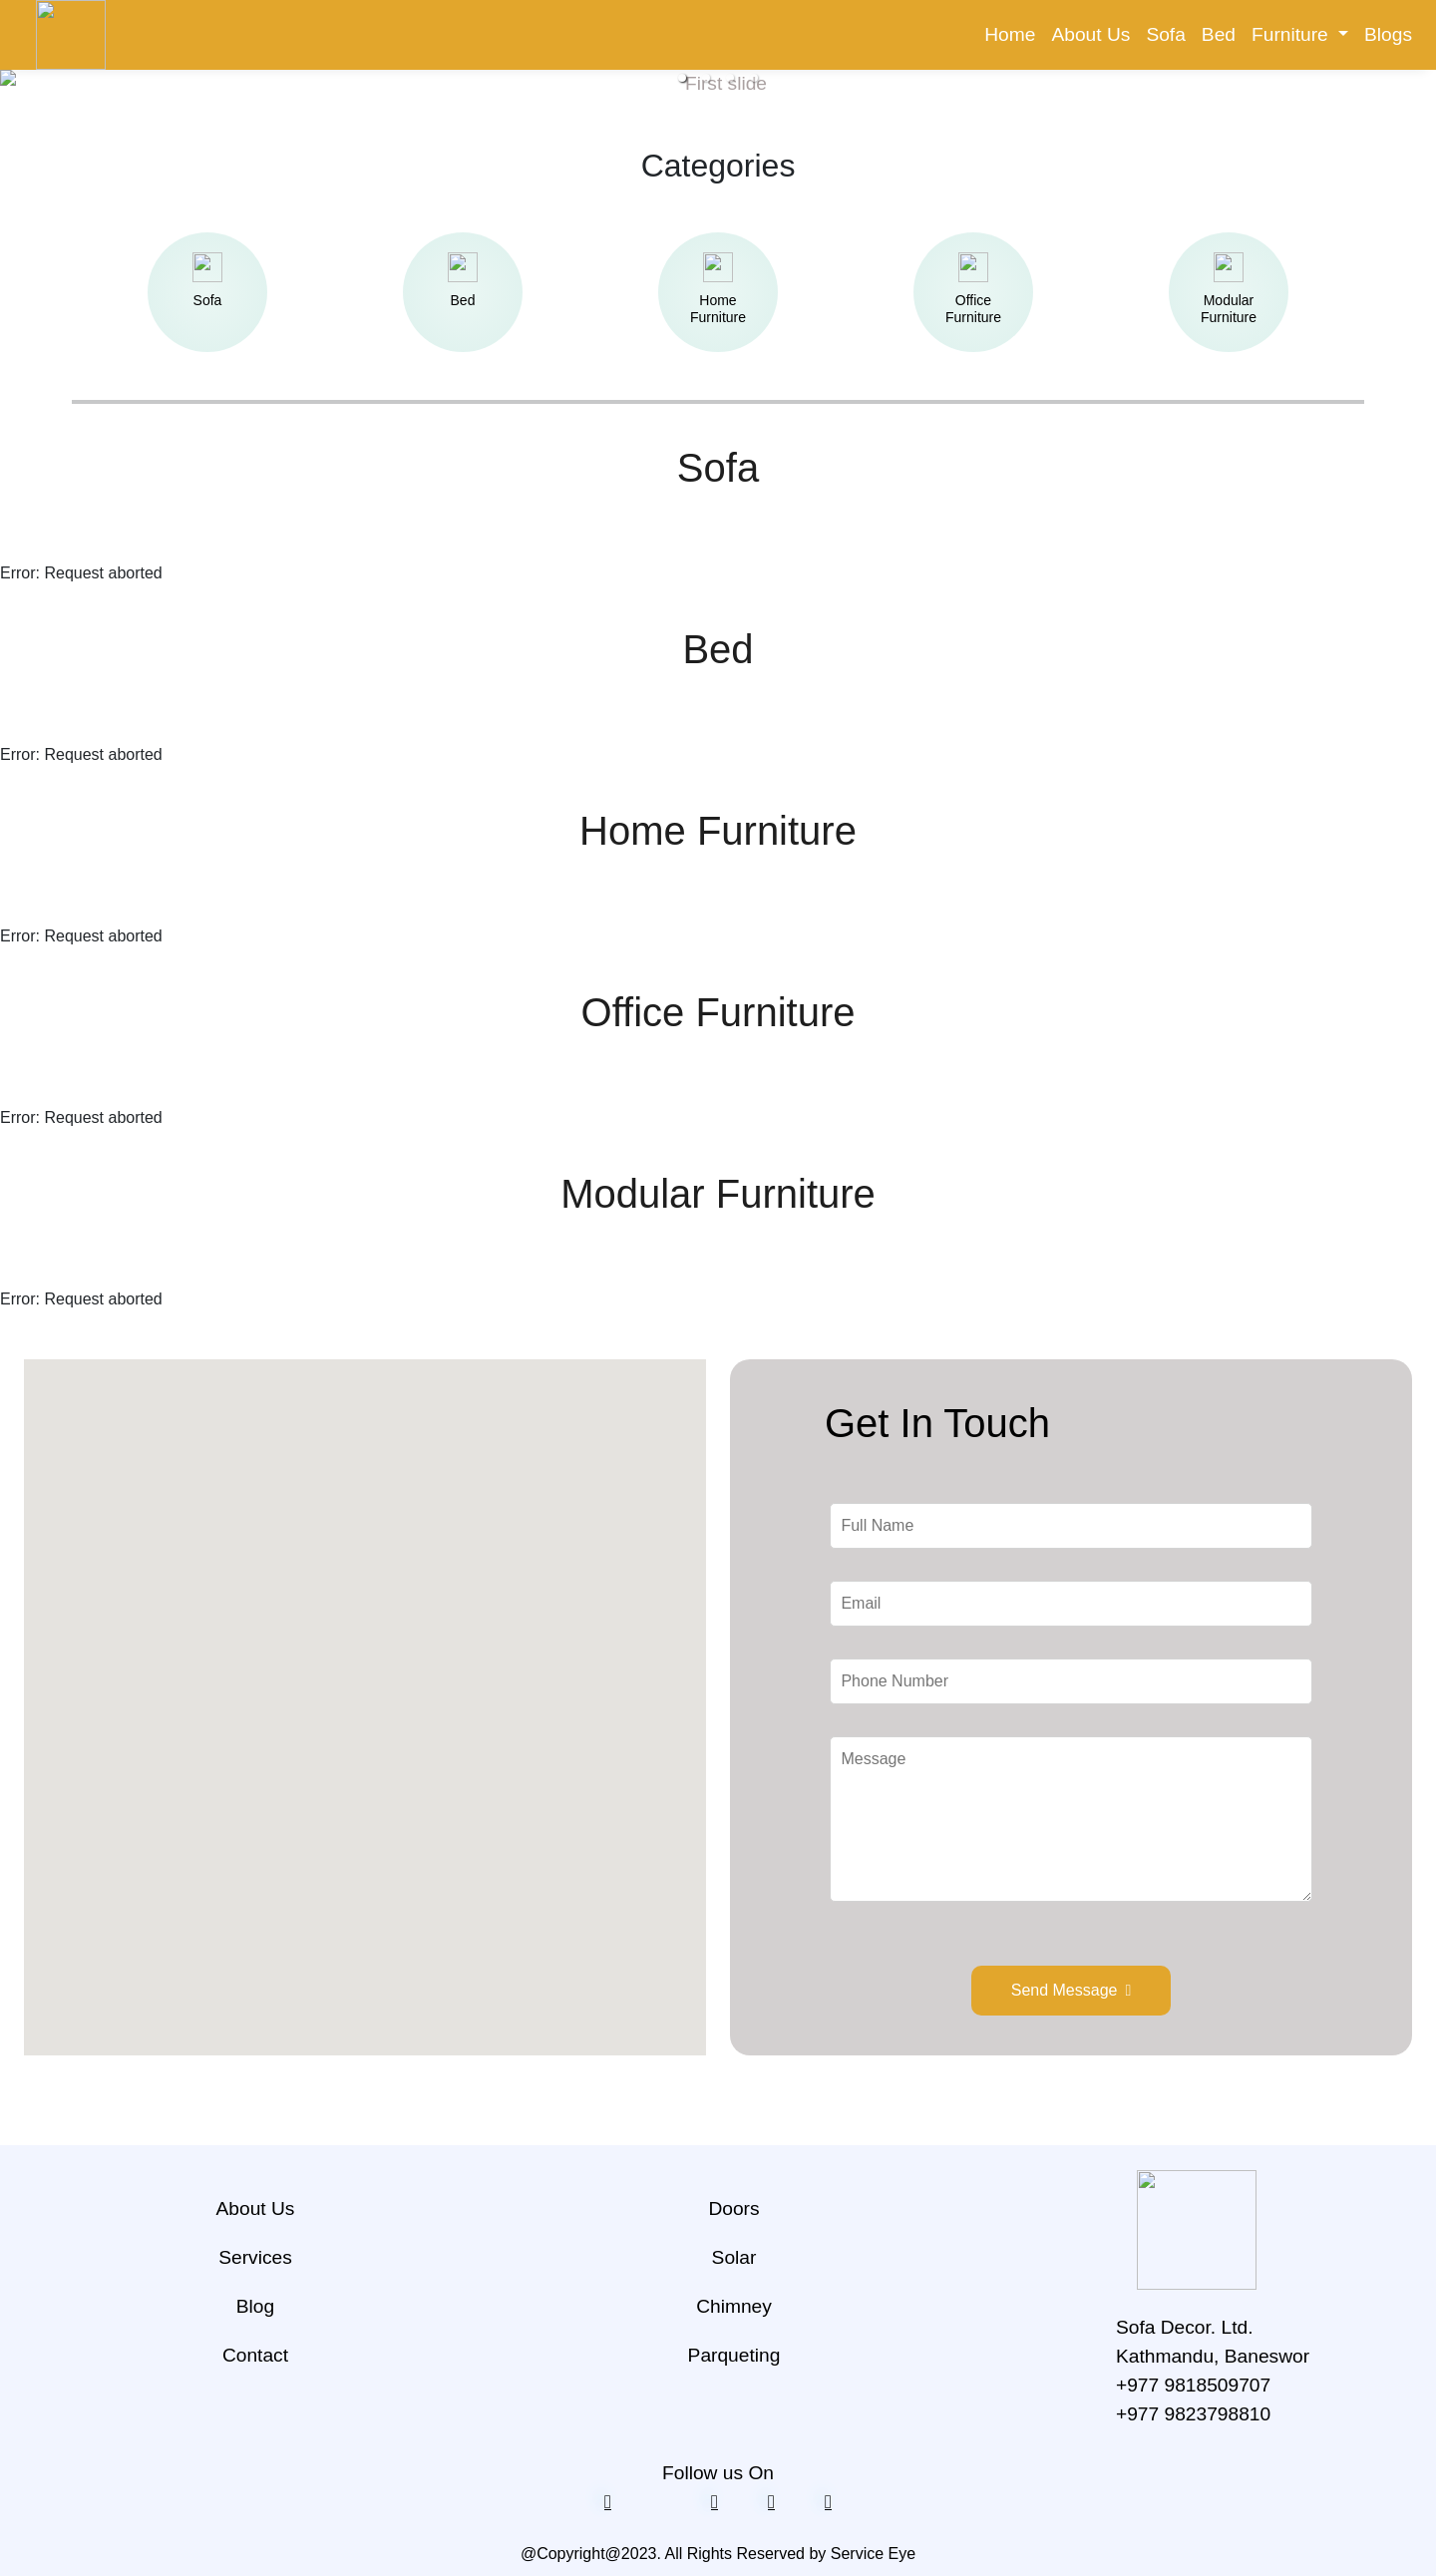 Home About Us Sofa Bed Furniture Blogs
First slide
Categories
Sofa
Bed
Home
Furniture
Office
Furniture
Modular
Furniture
Sofa
Error: Request aborted
Bed
Error: Request aborted
Home Furniture
Error: Request aborted
Office Furniture
Error: Request aborted
Modular Furniture
Error: Request aborted
Get In Touch
Full Name
Email
Phone Number
Message
Send Message
About Us
Services
Blog
Contact
Doors
Solar
Chimney
Parqueting
Sofa Decor. Ltd.
Kathmandu, Baneswor
+977 9818509707
+977 9823798810
Follow us On
@Copyright@2023. All Rights Reserved by Service Eye